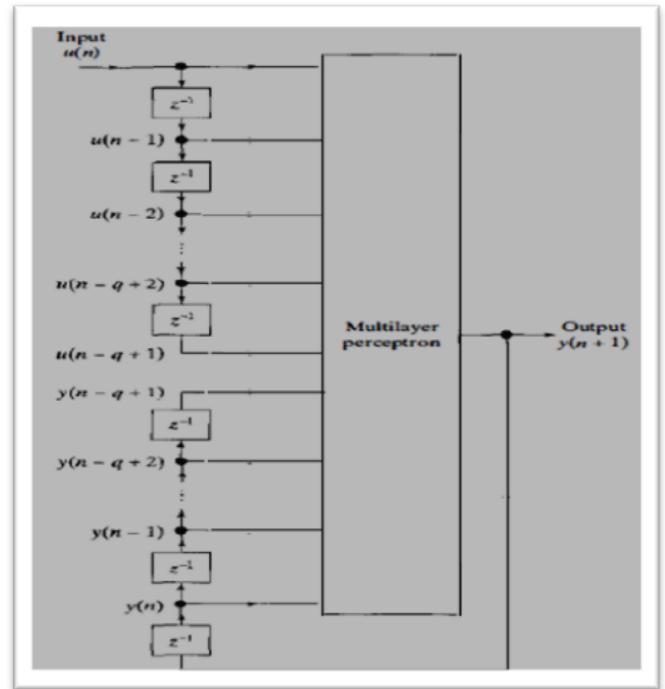 Input
u(n)
z⁻¹
u(n − 1)
z⁻¹
u(n − 2)
⋮
u(n − q + 2)
z⁻¹
u(n − q + 1)
Multilayer
perceptron
Output
y(n + 1)
y(n − q + 1)
z⁻¹
y(n − q + 2)
⋮
y(n − 1)
z⁻¹
y(n)
z⁻¹